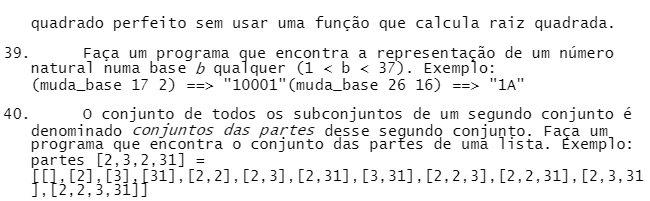 quadrado perfeito sem usar uma função que calcula raiz quadrada.
39. Faça um programa que encontra a representação de um número
natural numa base b qualquer (1 < b < 37). Exemplo:
(muda_base 17 2) ==> "10001"(muda_base 26 16) ==> "1A"
40. O conjunto de todos os subconjuntos de um segundo conjunto é
denominado conjuntos das partes desse segundo conjunto. Faça um
programa que encontra o conjunto das partes de uma lista. Exemplo:
partes [2,3,2,31] =
[[],[2],[3],[31],[2,2],[2,3],[2,31],[3,31],[2,2,3],[2,2,31],[2,3,31
],[2,2,3,31]]